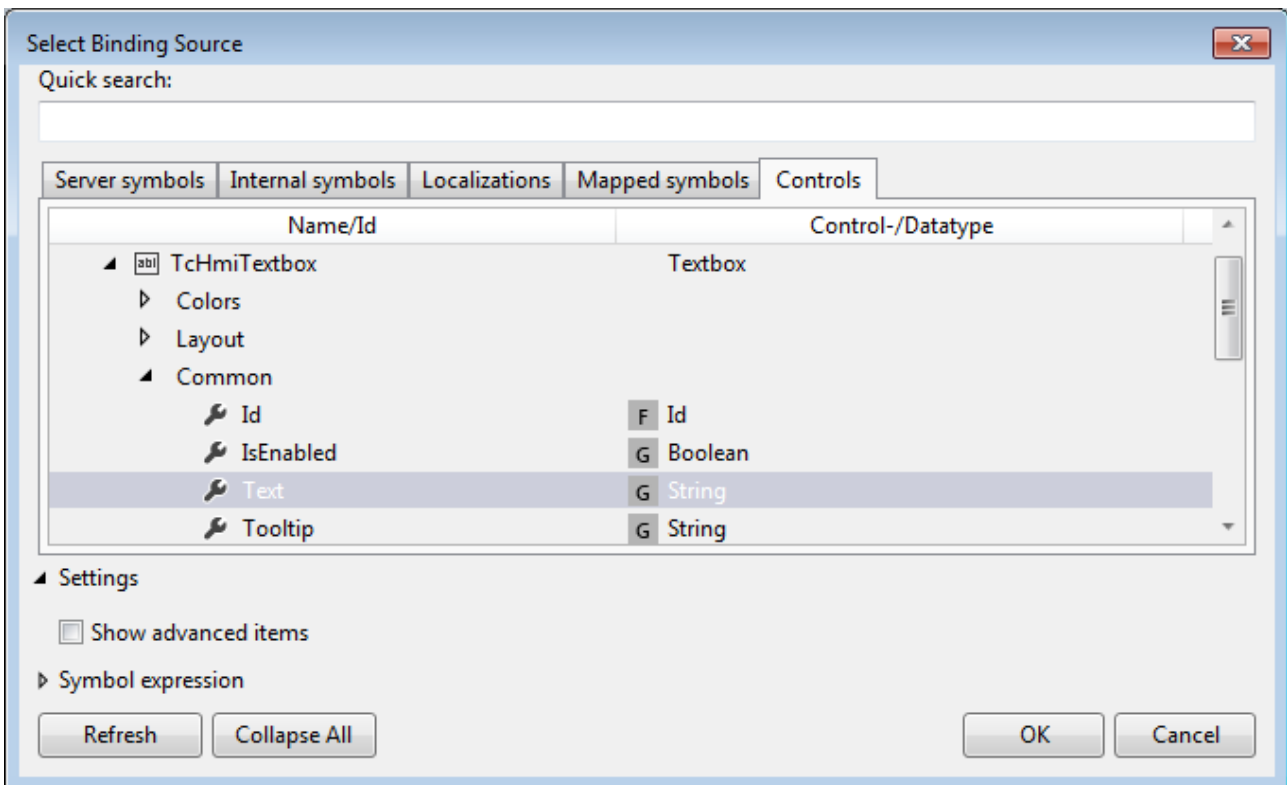 Select Binding Source
Quick search:
Server symbols Internal symbols Localizations Mapped symbols Controls
Name/Id Control-/Datatype
abl TcHmiTextbox Textbox
Colors
Layout
Common
Id F Id
IsEnabled G Boolean
Text G String
Tooltip G String
Settings
Show advanced items
Symbol expression
Refresh Collapse All OK Cancel